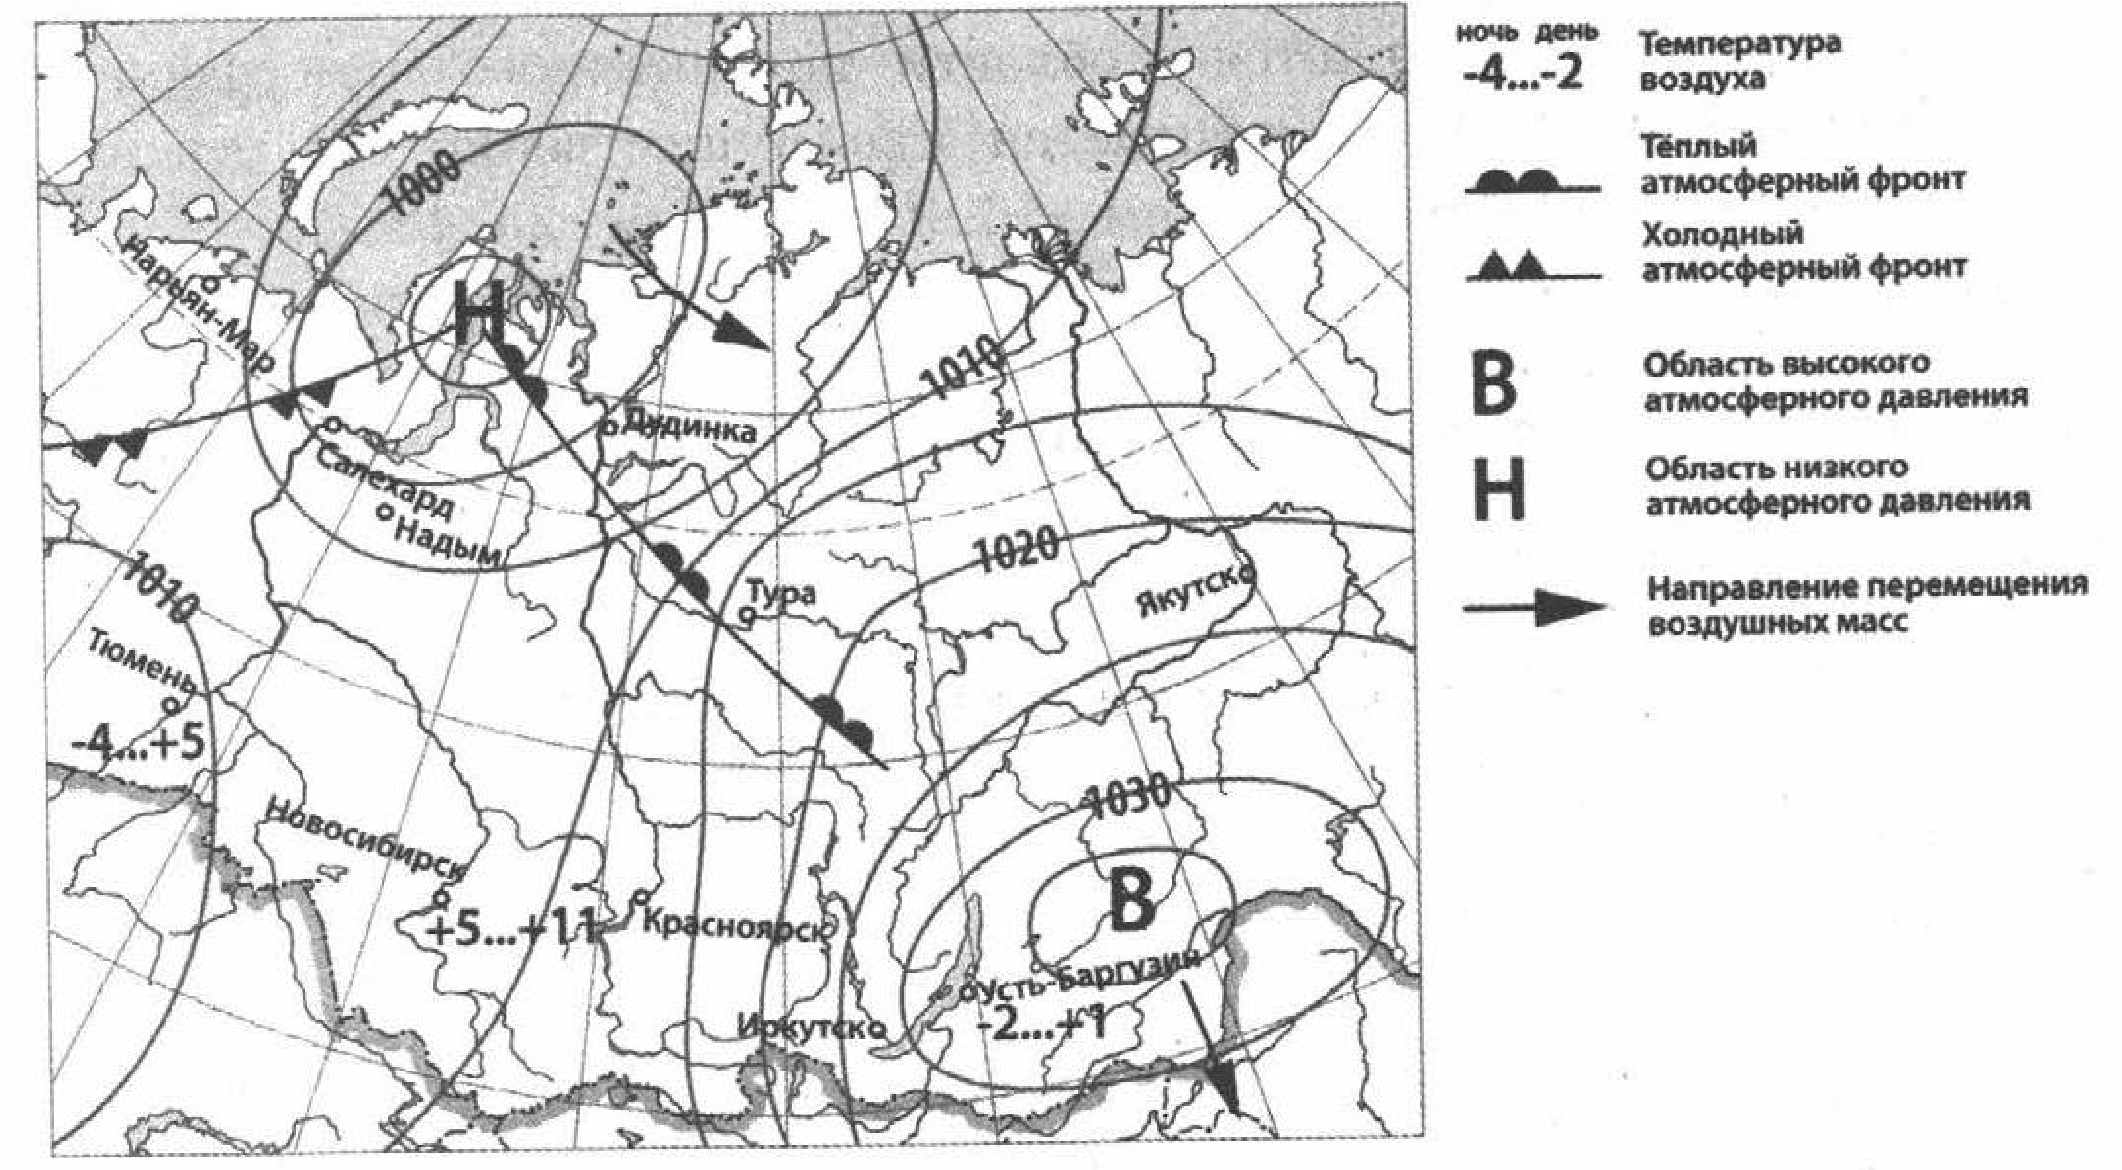 1000
Нарьян-Мар
Н
1010
Дудинка
Салехард
Надым
1020
1010
Тура
Якутск
Тюмень
-4...+5
1030
Новосибирск
+5...+11
Красноярск
В
Усть-Баргузин
-2...+1
Иркутск
ночь день
-4...-2
Температура
воздуха
Тёплый
атмосферный фронт
Холодный
атмосферный фронт
В
Область высокого
атмосферного давления
Н
Область низкого
атмосферного давления
Направление перемещения
воздушных масс